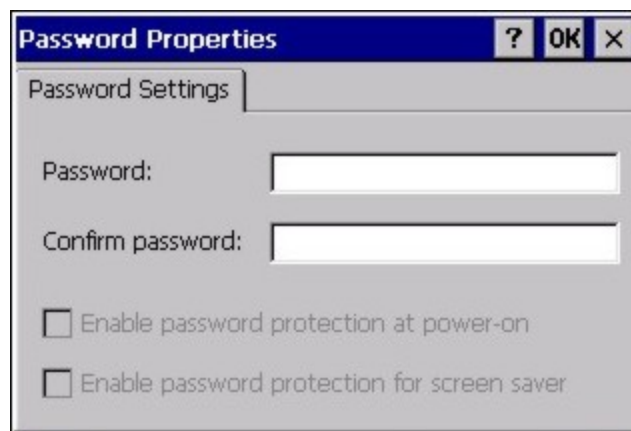 Password Properties ? OK ×
Password Settings
Password:
Confirm password:
Enable password protection at power-on
Enable password protection for screen saver